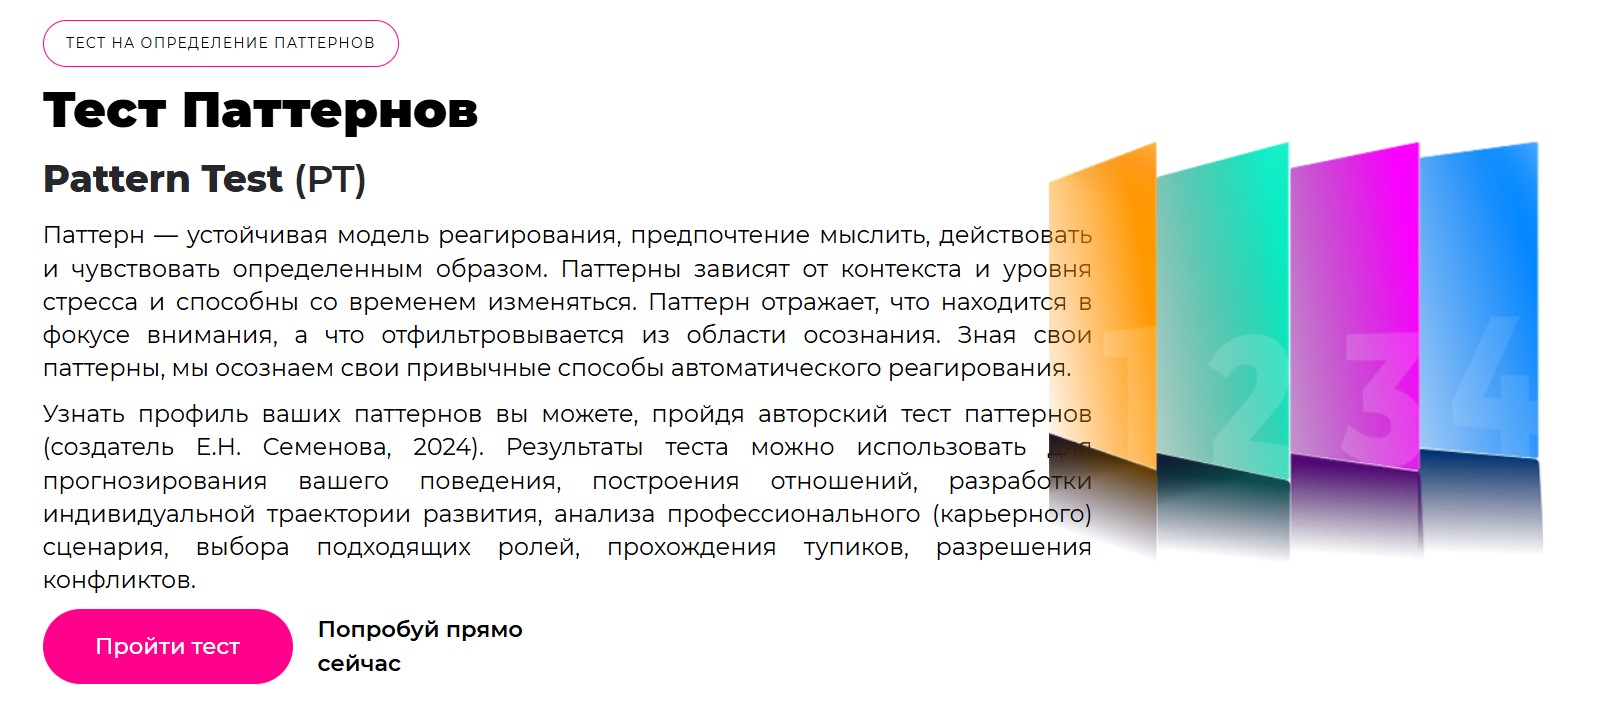 ТЕСТ НА ОПРЕДЕЛЕНИЕ ПАТТЕРНОВ
Тест Паттернов
Pattern Test (PT)
Паттерн — устойчивая модель реагирования, предпочтение мыслить, действовать
и чувствовать определенным образом. Паттерны зависят от контекста и уровня
стресса и способны со временем изменяться. Паттерн отражает, что находится в
фокусе внимания, а что отфильтровывается из области осознания. Зная свои
паттерны, мы осознаем свои привычные способы автоматического реагирования.
Узнать профиль ваших паттернов вы можете, пройдя авторский тест паттернов
(создатель Е.Н. Семенова, 2024). Результаты теста можно использовать для
прогнозирования вашего поведения, построения отношений, разработки
индивидуальной траектории развития, анализа профессионального (карьерного)
сценария, выбора подходящих ролей, прохождения тупиков, разрешения
конфликтов.
Пройти тест
Попробуй прямо
сейчас
1 2 3 4